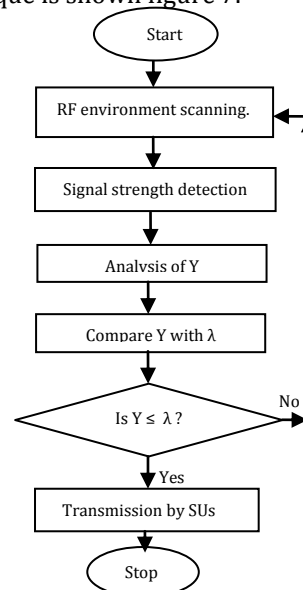 que is shown figure 7.
Start
RF environment scanning.
Signal strength detection
Analysis of Y
Compare Y with λ
Is Y ≤ λ ?
No
Yes
Transmission by SUs
Stop